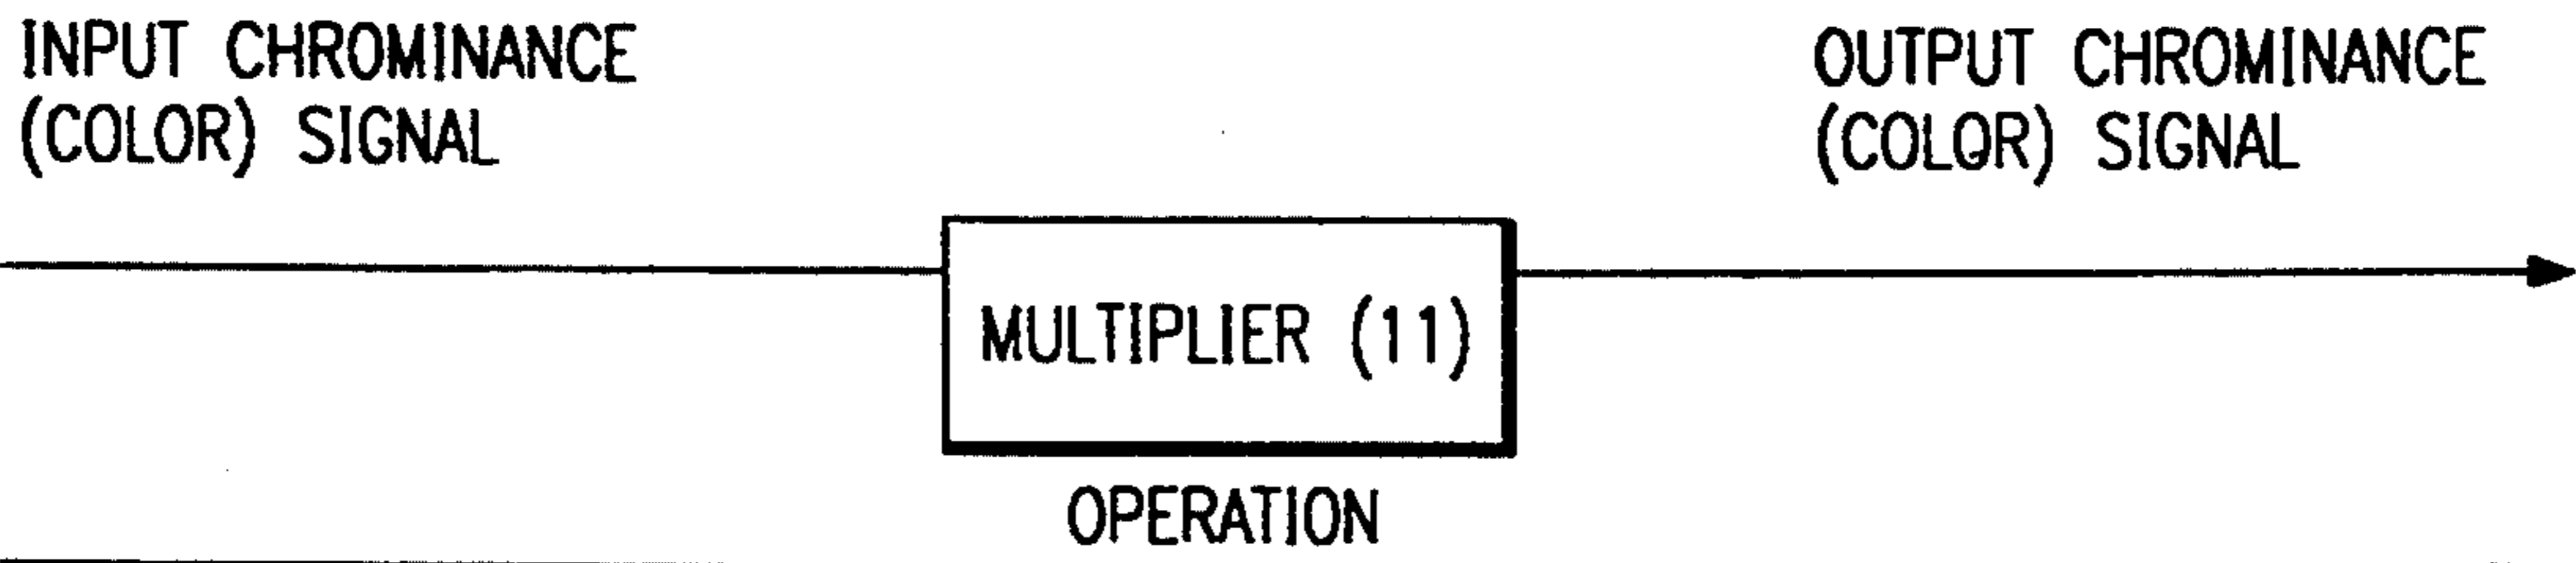 INPUT CHROMINANCE
(COLOR) SIGNAL
OUTPUT CHROMINANCE
(COLOR) SIGNAL
MULTIPLIER (11)
OPERATION